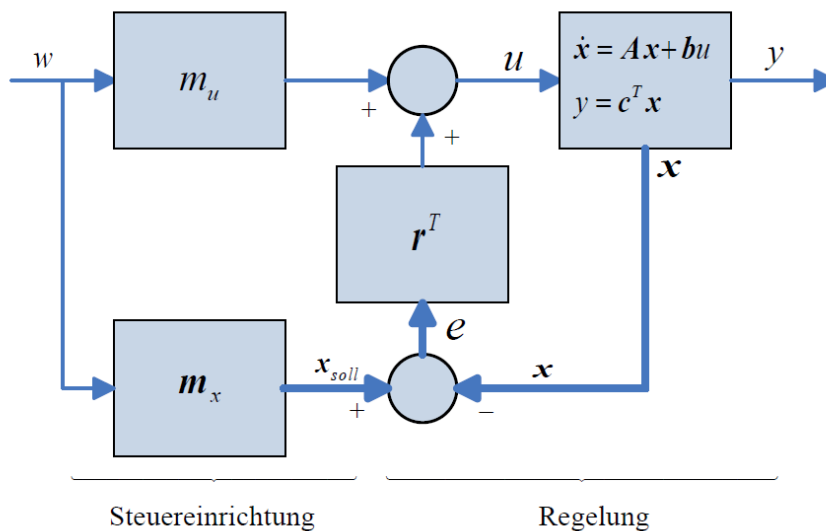 w
m_u
+
+
u
ẋ = Ax + bu
y = c^T x
y
x
r^T
e
m_x
x_soll
+
x
−
Steuereinrichtung
Regelung